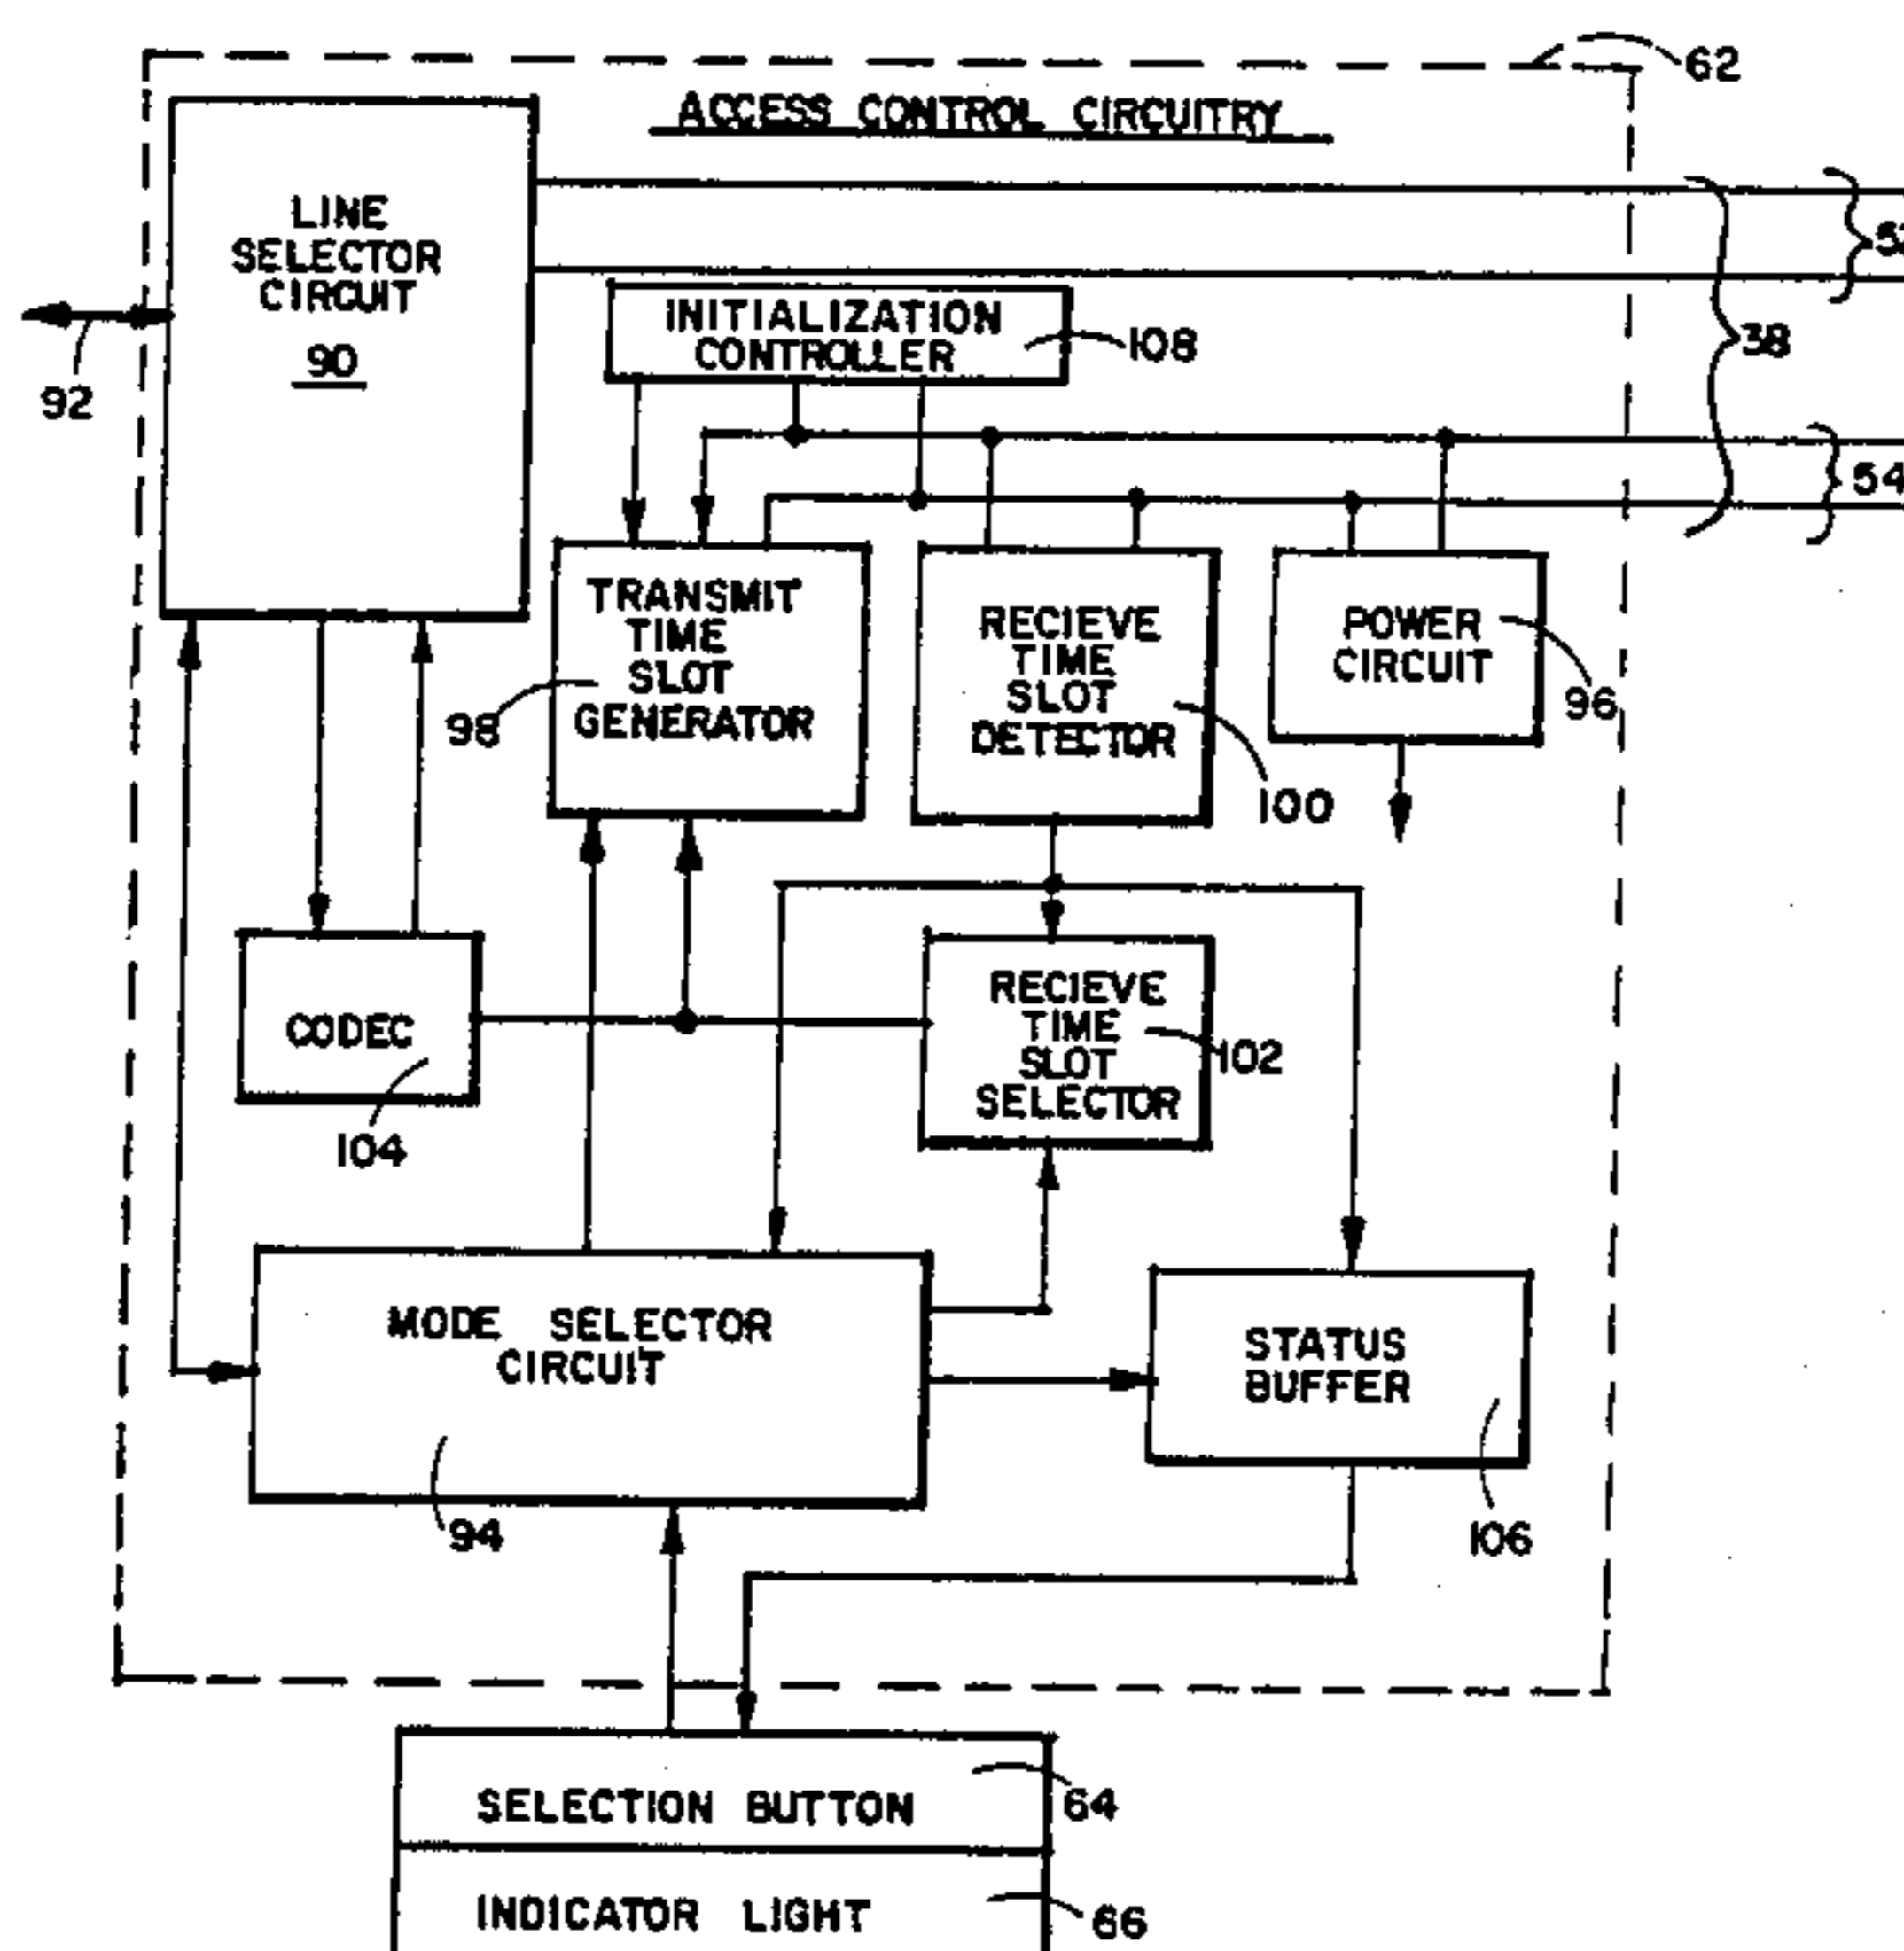 62
ACCESS CONTROL CIRCUITRY
LINE
SELECTOR
CIRCUIT
90
92
38
54
INITIALIZATION
CONTROLLER
108
TRANSMIT
TIME
SLOT
GENERATOR
98
RECIEVE
TIME
SLOT
DETECTOR
100
POWER
CIRCUIT
96
CODEC
104
RECIEVE
TIME
SLOT
SELECTOR
102
MODE SELECTOR
CIRCUIT
94
STATUS
BUFFER
106
SELECTION BUTTON
64
INDICATOR LIGHT
66